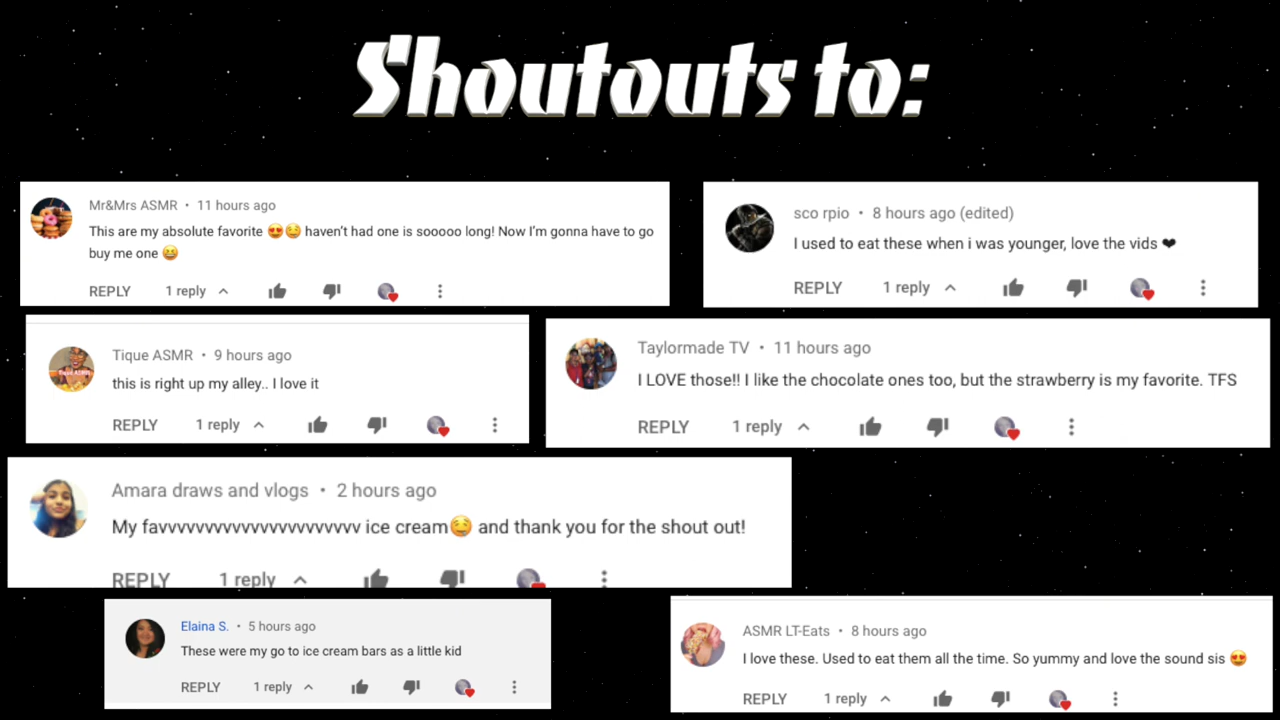 Shoutouts to:
Mr&Mrs ASMR • 11 hours ago
This are my absolute favorite 😍🤤 haven't had one is sooooo long! Now I'm gonna have to go
buy me one 😆
REPLY 1 reply
sco rpio • 8 hours ago (edited)
I used to eat these when i was younger, love the vids ❤
REPLY 1 reply
Tique ASMR • 9 hours ago
this is right up my alley.. I love it
REPLY 1 reply
Taylormade TV • 11 hours ago
I LOVE those!! I like the chocolate ones too, but the strawberry is my favorite. TFS
REPLY 1 reply
Amara draws and vlogs • 2 hours ago
My favvvvvvvvvvvvvvvvvvvvvv ice cream🤤 and thank you for the shout out!
REPLY 1 reply
Elaina S. • 5 hours ago
These were my go to ice cream bars as a little kid
REPLY 1 reply
ASMR LT-Eats • 8 hours ago
I love these. Used to eat them all the time. So yummy and love the sound sis 😍
REPLY 1 reply